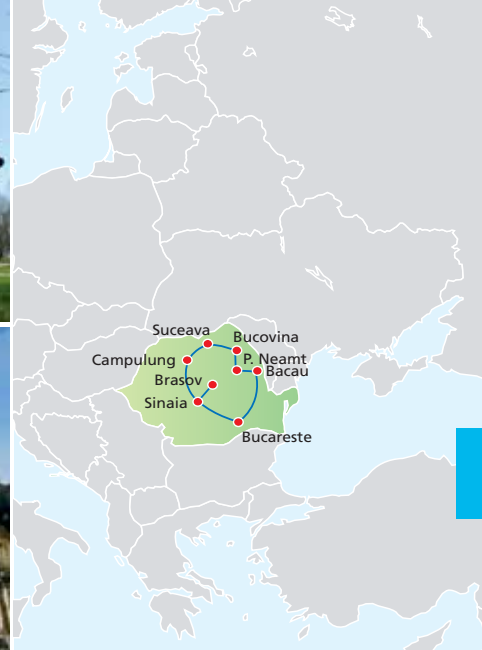 Suceava
Bucovina
Campulung
P. Neamt
Bacau
Brasov
Sinaia
Bucareste